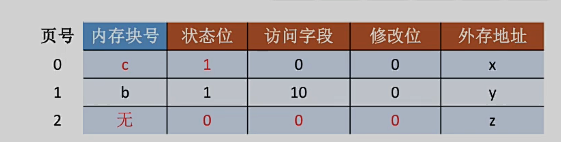 页号 内存块号 状态位 访问字段 修改位 外存地址
0 c 1 0 0 x
1 b 1 10 0 y
2 无 0 0 0 z